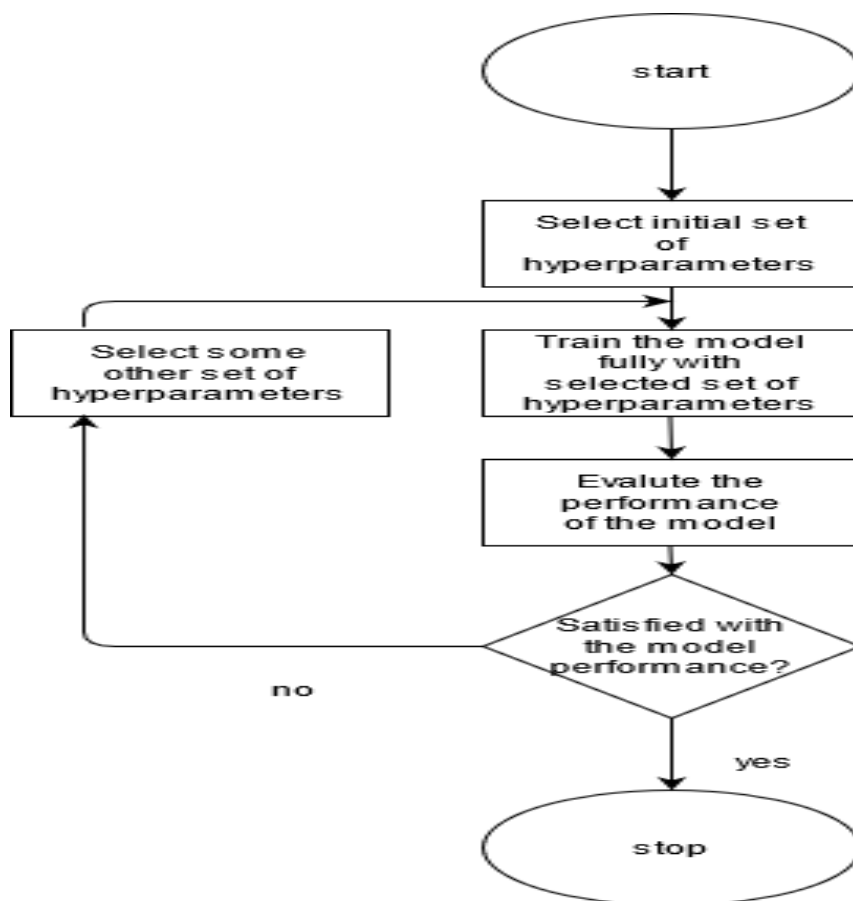 start
Select initial set
of
hyperparameters
Select some
other set of
hyperparameters
Train the model
fully with
selected set of
hyperparameters
Evalute the
performance
of the model
Satisfied with
the model
performance?
no
yes
stop